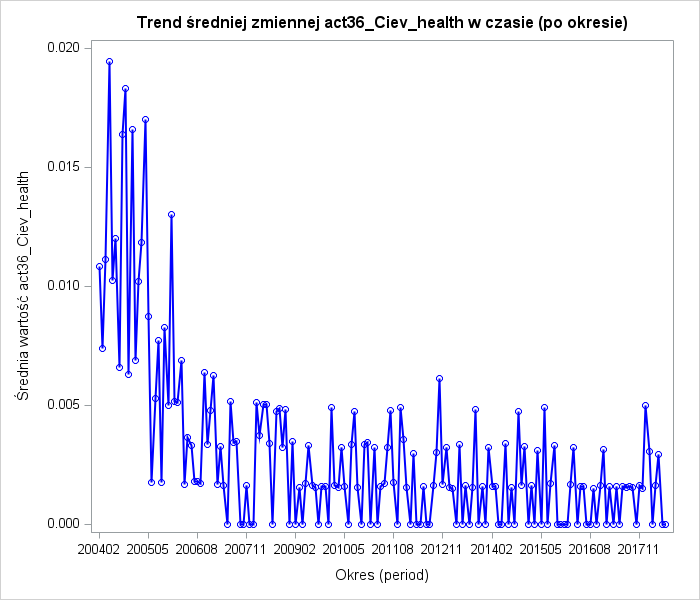 Trend średniej zmiennej act36_Ciev_health w czasie (po okresie)
0.020
0.015
0.010
0.005
0.000
Średnia wartość act36_Ciev_health
200402 200505 200608 200711 200902 201005 201108 201211 201402 201505 201608 201711
Okres (period)